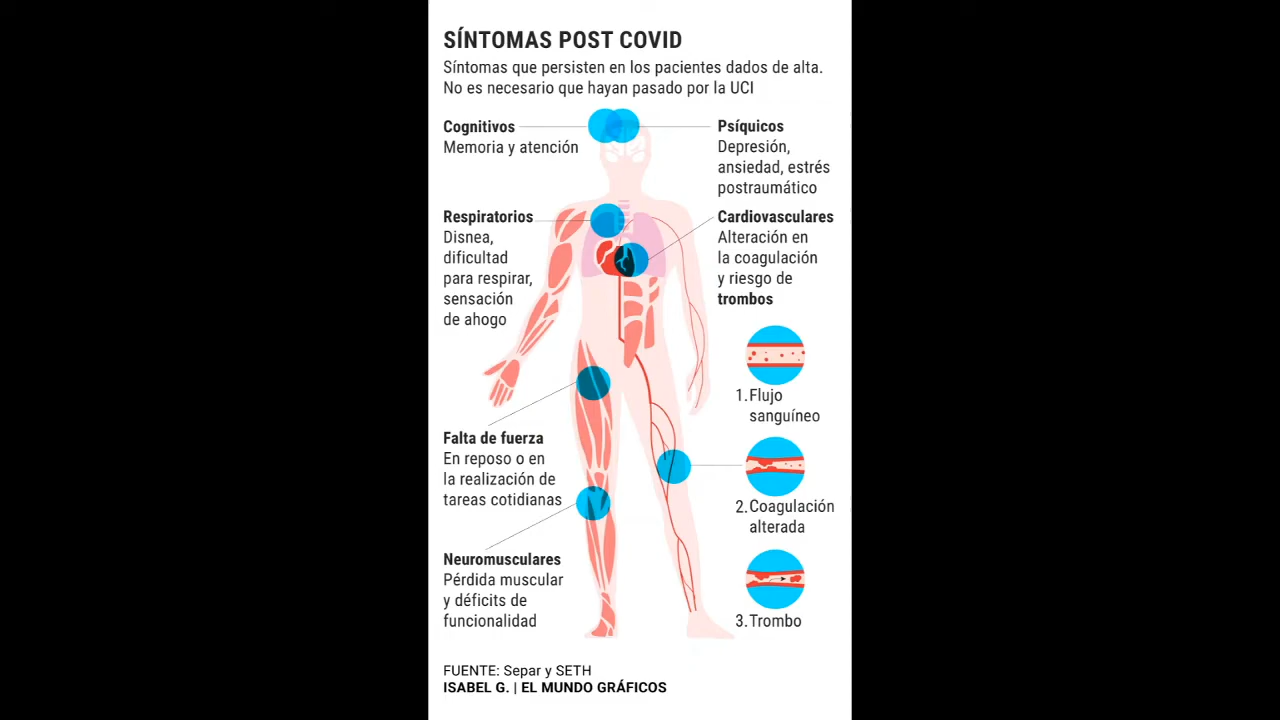 SÍNTOMAS POST COVID
Síntomas que persisten en los pacientes dados de alta.
No es necesario que hayan pasado por la UCI
Cognitivos
Memoria y atención
Psíquicos
Depresión,
ansiedad, estrés
postraumático
Respiratorios
Disnea,
dificultad
para respirar,
sensación
de ahogo
Cardiovasculares
Alteración en
la coagulación
y riesgo de
trombos
1. Flujo
sanguíneo
Falta de fuerza
En reposo o en
la realización de
tareas cotidianas
2. Coagulación
alterada
Neuromusculares
Pérdida muscular
y déficits de
funcionalidad
3. Trombo
FUENTE: Separ y SETH
ISABEL G. | EL MUNDO GRÁFICOS